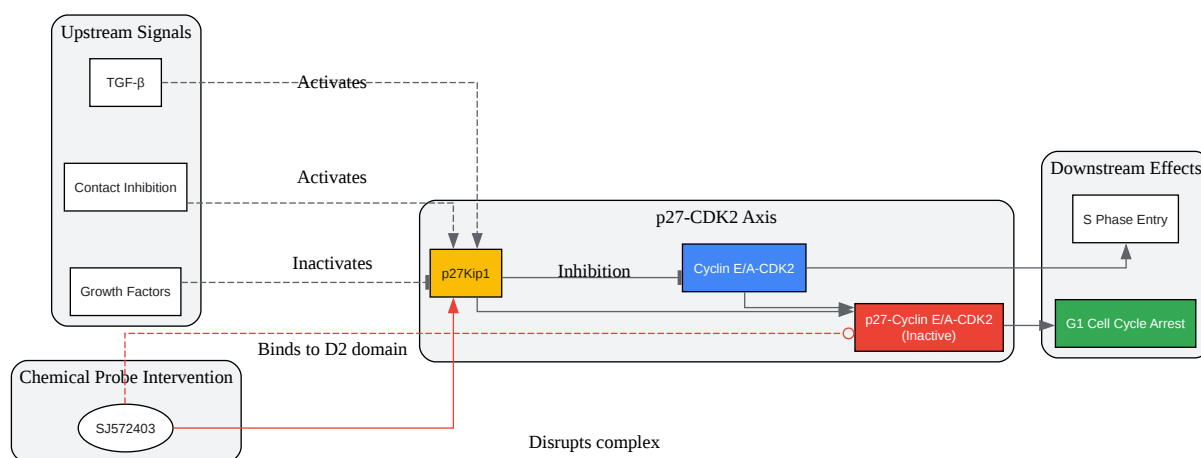 Upstream Signals
TGF-β
Activates
Contact Inhibition
Activates
Growth Factors
Inactivates
p27-CDK2 Axis
p27Kip1
Inhibition
Cyclin E/A-CDK2
p27-Cyclin E/A-CDK2
(Inactive)
Downstream Effects
S Phase Entry
G1 Cell Cycle Arrest
Binds to D2 domain
Chemical Probe Intervention
SJ572403
Disrupts complex